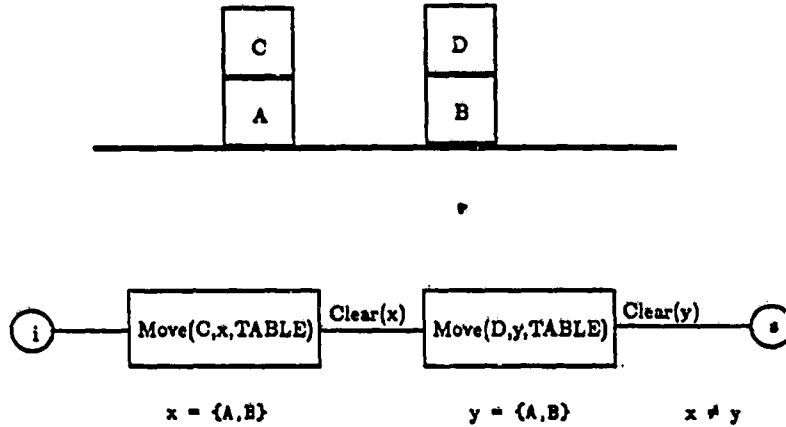 C D
A B
Clear(x) Clear(y)
i Move(C,x,TABLE) Move(D,y,TABLE) s
x = {A,B} y = {A,B} x ≠ y